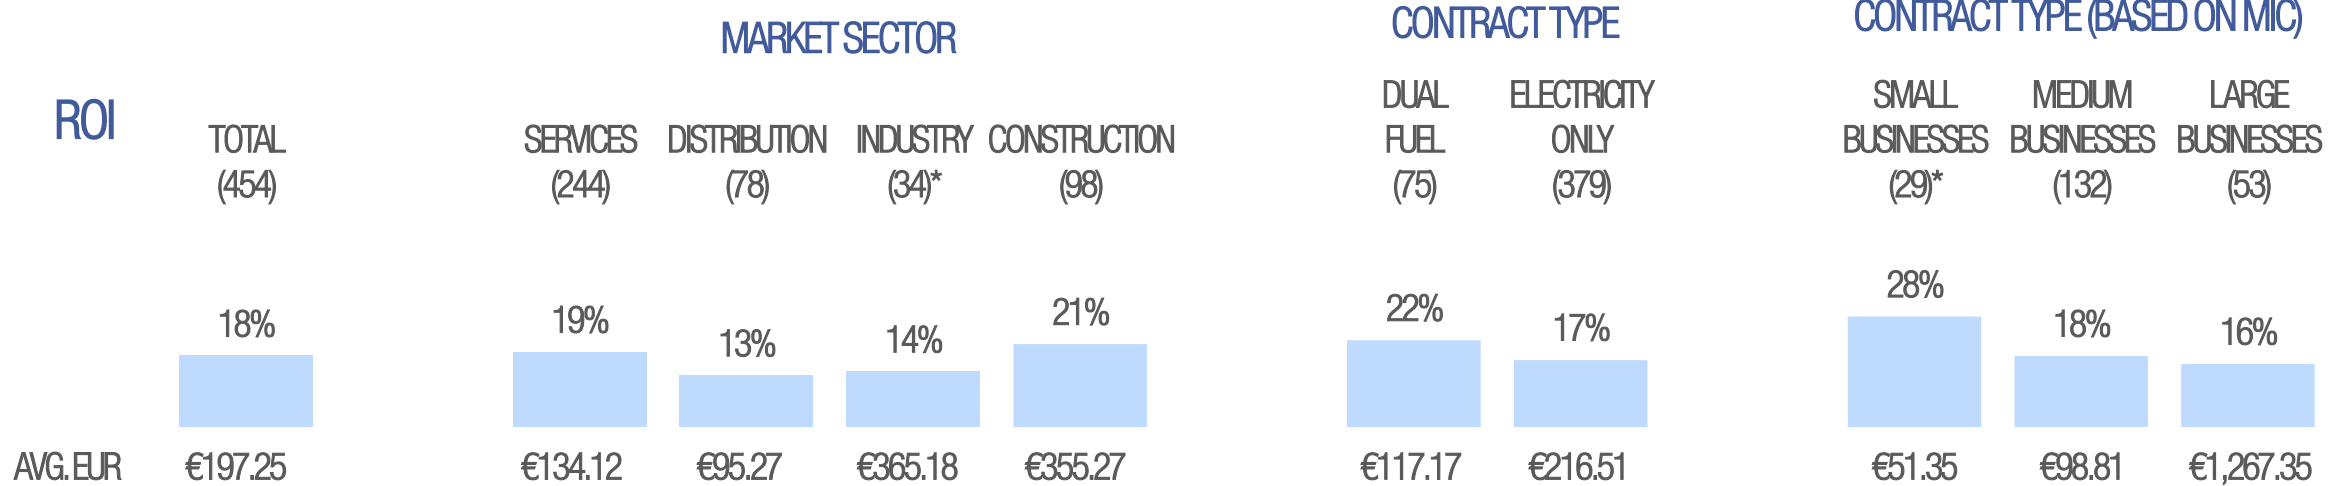 MARKET SECTOR
CONTRACT TYPE
CONTRACT TYPE (BASED ON MIC)
ROI
TOTAL
(454)
SERVICES
(244)
DISTRIBUTION
(78)
INDUSTRY
(34)*
CONSTRUCTION
(98)
DUAL
FUEL
(75)
ELECTRICITY
ONLY
(379)
SMALL
BUSINESSES
(29)*
MEDIUM
BUSINESSES
(132)
LARGE
BUSINESSES
(53)
18%
19%
13%
14%
21%
22%
17%
28%
18%
16%
AVG. EUR
€197.25
€134.12
€95.27
€365.18
€355.27
€117.17
€216.51
€51.35
€98.81
€1,267.35